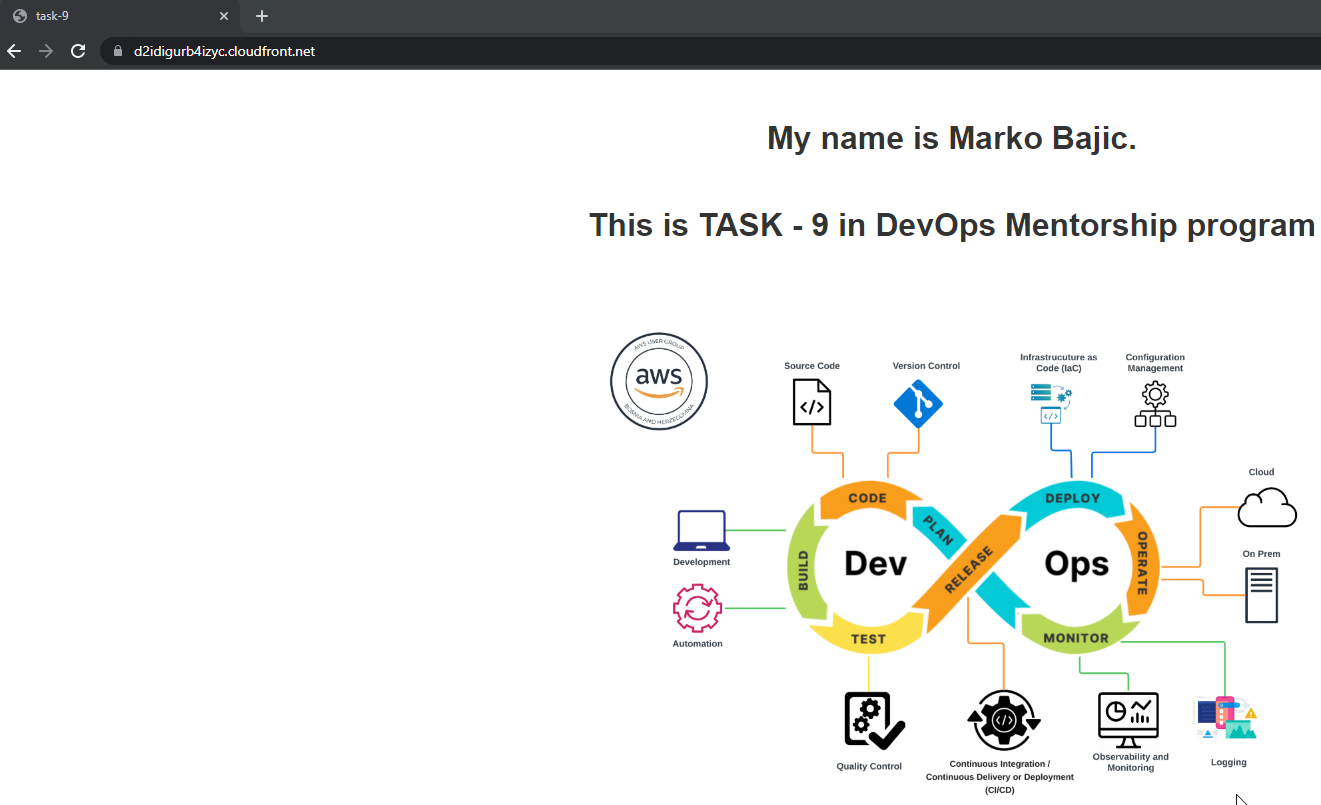 task-9
d2idigurb4izyc.cloudfront.net
My name is Marko Bajic.
This is TASK - 9 in DevOps Mentorship program
AWS USER GROUP
aws
BOSNIA AND HERZEGOVINA
Source Code
Version Control
Infrastrucuture as
Code (IaC)
Configuration
Management
</>
</>
Cloud
CODE
PLAN
DEPLOY
BUILD
Dev
RELEASE
Ops
OPERATE
Development
On Prem
TEST
MONITOR
Automation
</>
Quality Control
Continuous Integration /
Continuous Delivery or Deployment
(CI/CD)
Observability and
Monitoring
Logging